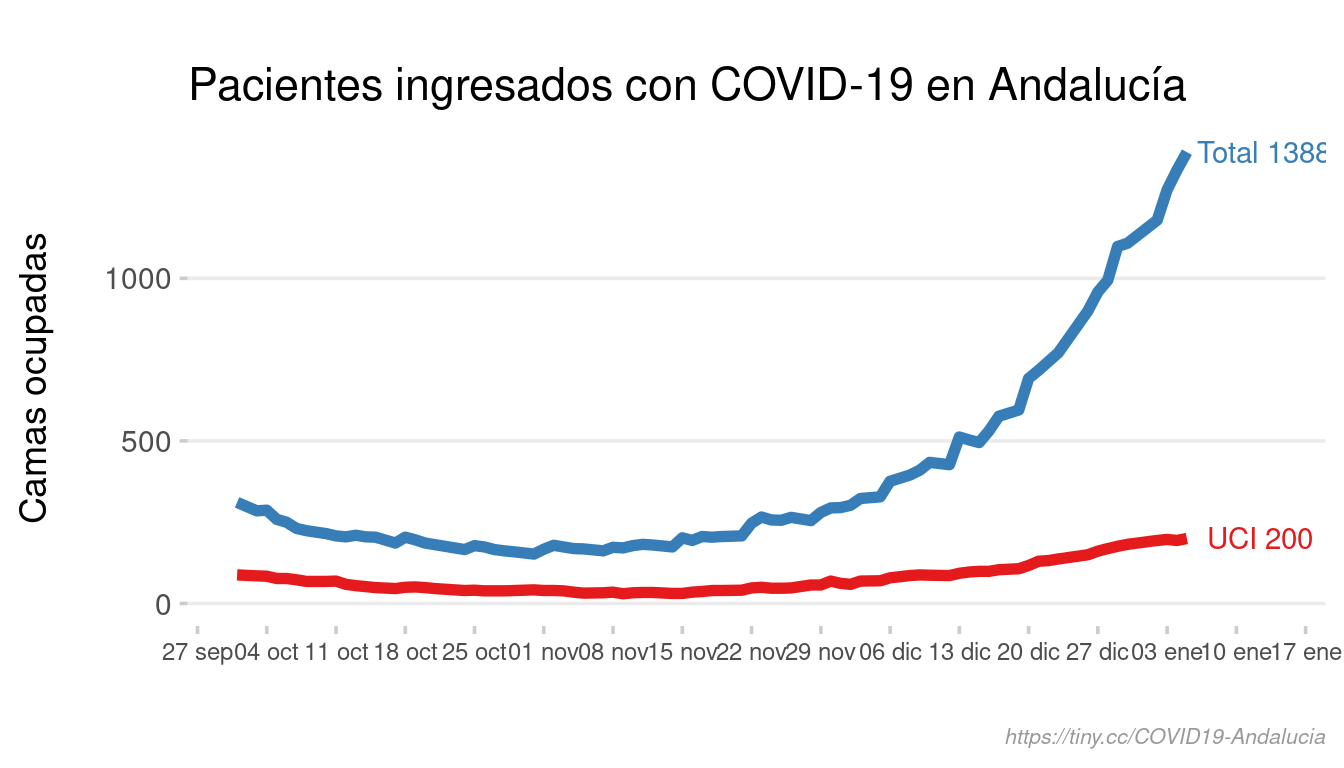 Pacientes ingresados con COVID-19 en Andalucía
Total 1388
Camas ocupadas
1000
500
UCI 200
0
27 sep 04 oct 11 oct 18 oct 25 oct 01 nov 08 nov 15 nov 22 nov 29 nov 06 dic 13 dic 20 dic 27 dic 03 ene 10 ene 17 ene
https://tiny.cc/COVID19-Andalucia